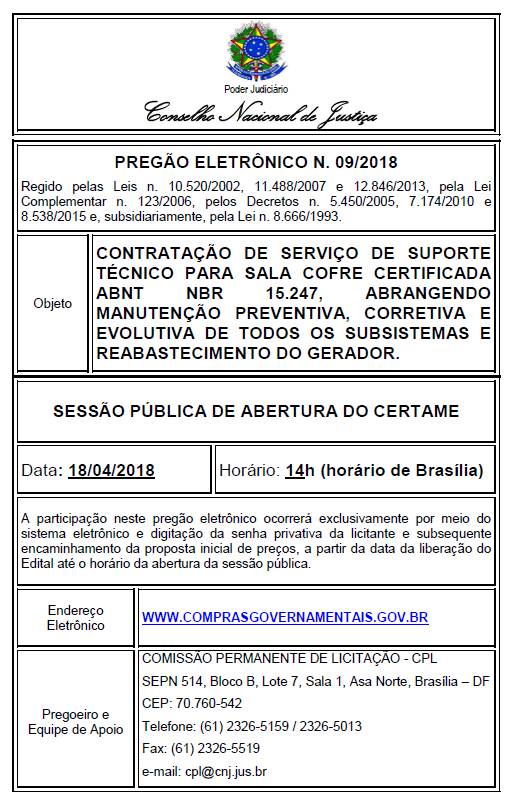 Poder Judiciário
Conselho Nacional de Justiça
PREGÃO ELETRÔNICO N. 09/2018
Regido pelas Leis n. 10.520/2002, 11.488/2007 e 12.846/2013, pela Lei
Complementar n. 123/2006, pelos Decretos n. 5.450/2005, 7.174/2010 e
8.538/2015 e, subsidiariamente, pela Lei n. 8.666/1993.
Objeto
CONTRATAÇÃO DE SERVIÇO DE SUPORTE
TÉCNICO PARA SALA COFRE CERTIFICADA
ABNT NBR 15.247, ABRANGENDO
MANUTENÇÃO PREVENTIVA, CORRETIVA E
EVOLUTIVA DE TODOS OS SUBSISTEMAS E
REABASTECIMENTO DO GERADOR.
SESSÃO PÚBLICA DE ABERTURA DO CERTAME
Data: 18/04/2018
Horário: 14h (horário de Brasília)
A participação neste pregão eletrônico ocorrerá exclusivamente por meio do
sistema eletrônico e digitação da senha privativa da licitante e subsequente
encaminhamento da proposta inicial de preços, a partir da data da liberação do
Edital até o horário da abertura da sessão pública.
Endereço
Eletrônico
WWW.COMPRASGOVERNAMENTAIS.GOV.BR
Pregoeiro e
Equipe de Apoio
COMISSÃO PERMANENTE DE LICITAÇÃO - CPL
SEPN 514, Bloco B, Lote 7, Sala 1, Asa Norte, Brasília – DF
CEP: 70.760-542
Telefone: (61) 2326-5159 / 2326-5013
Fax: (61) 2326-5519
e-mail: cpl@cnj.jus.br